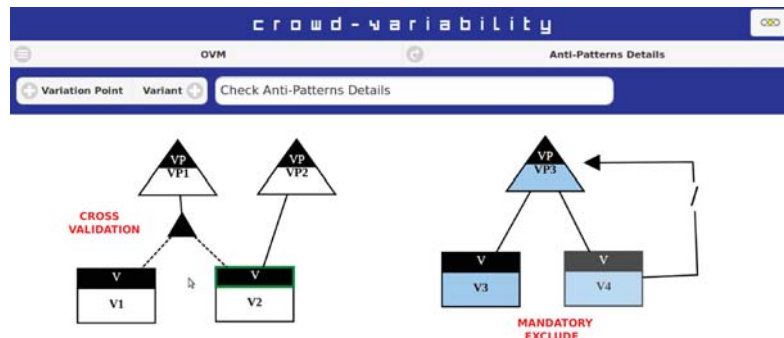 crowd-variability
OVM
Anti-Patterns Details
Variation Point
Variant
Check Anti-Patterns Details
VP
VP1
VP
VP2
VP
VP3
CROSS
VALIDATION
V
V1
V
V2
V
V3
V
V4
MANDATORY
EXCLUDE